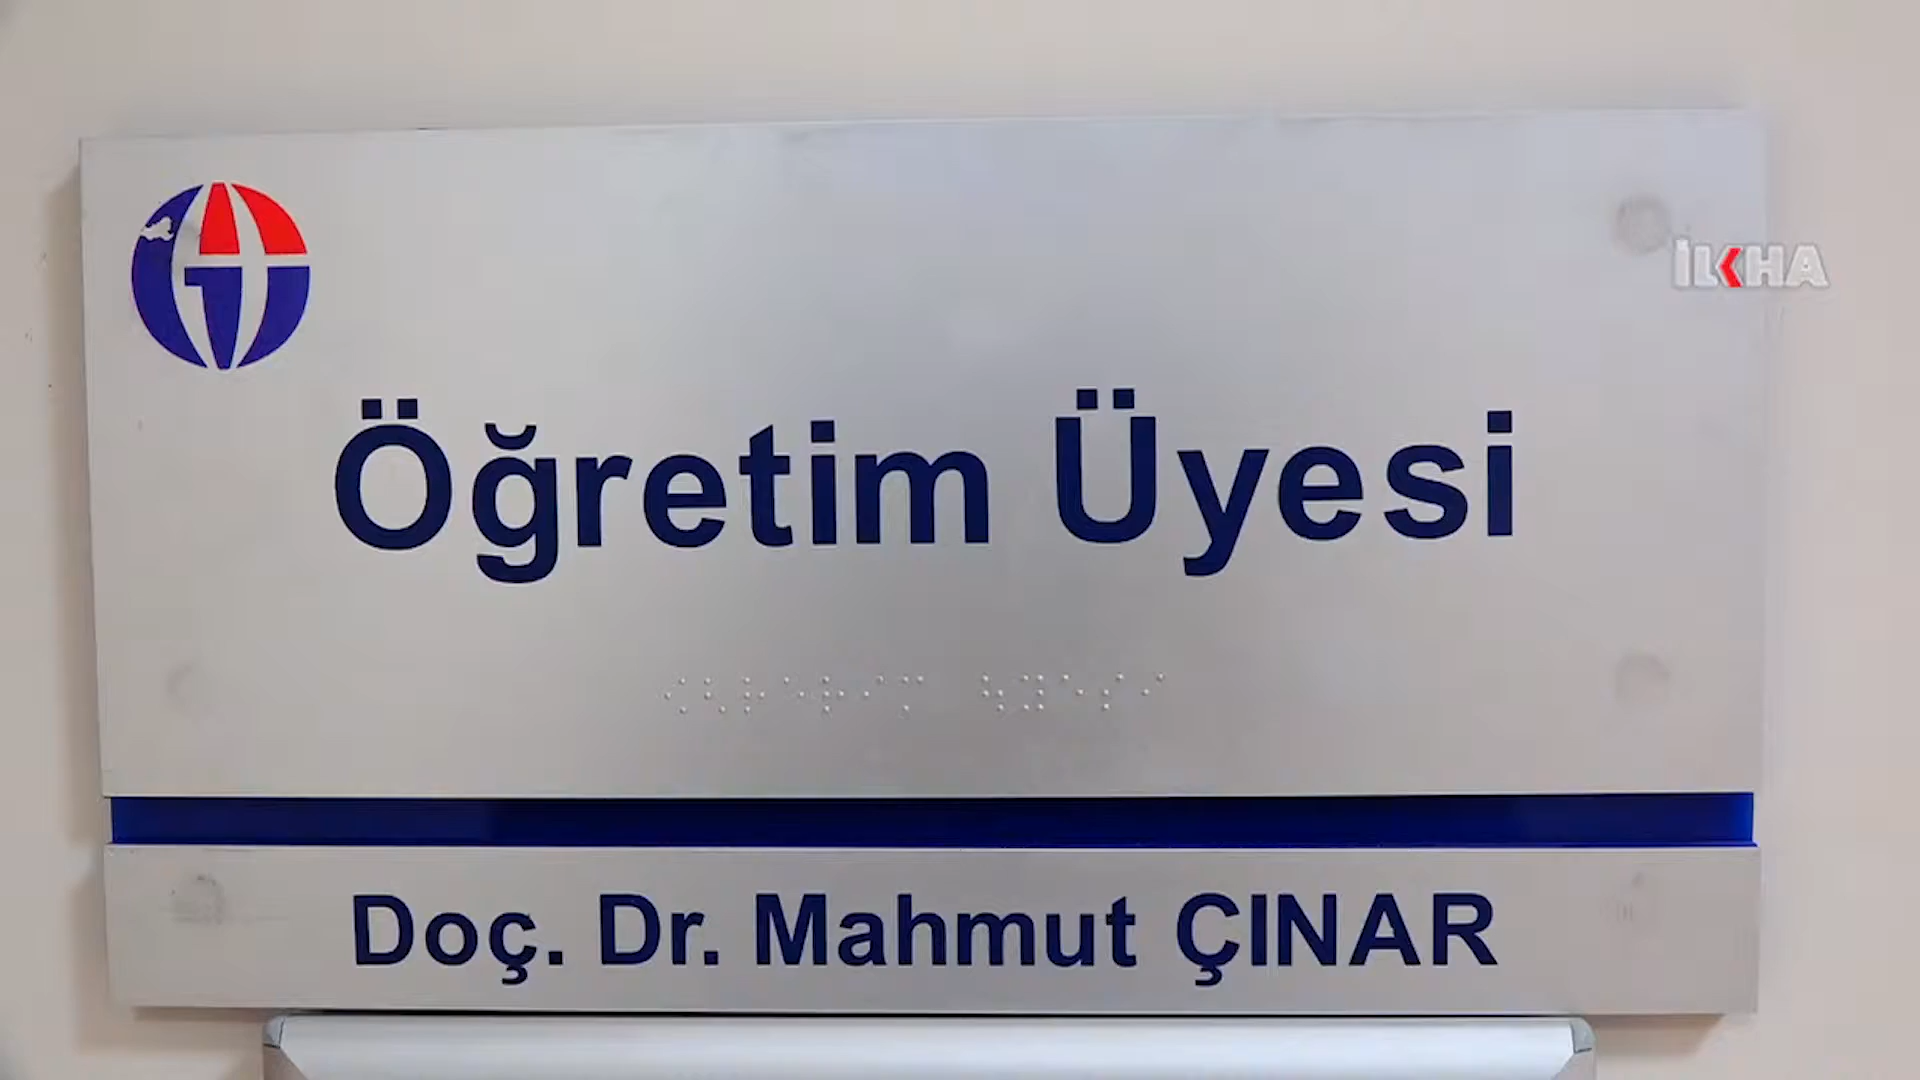 İLKHA
Öğretim Üyesi
Doç. Dr. Mahmut ÇINAR